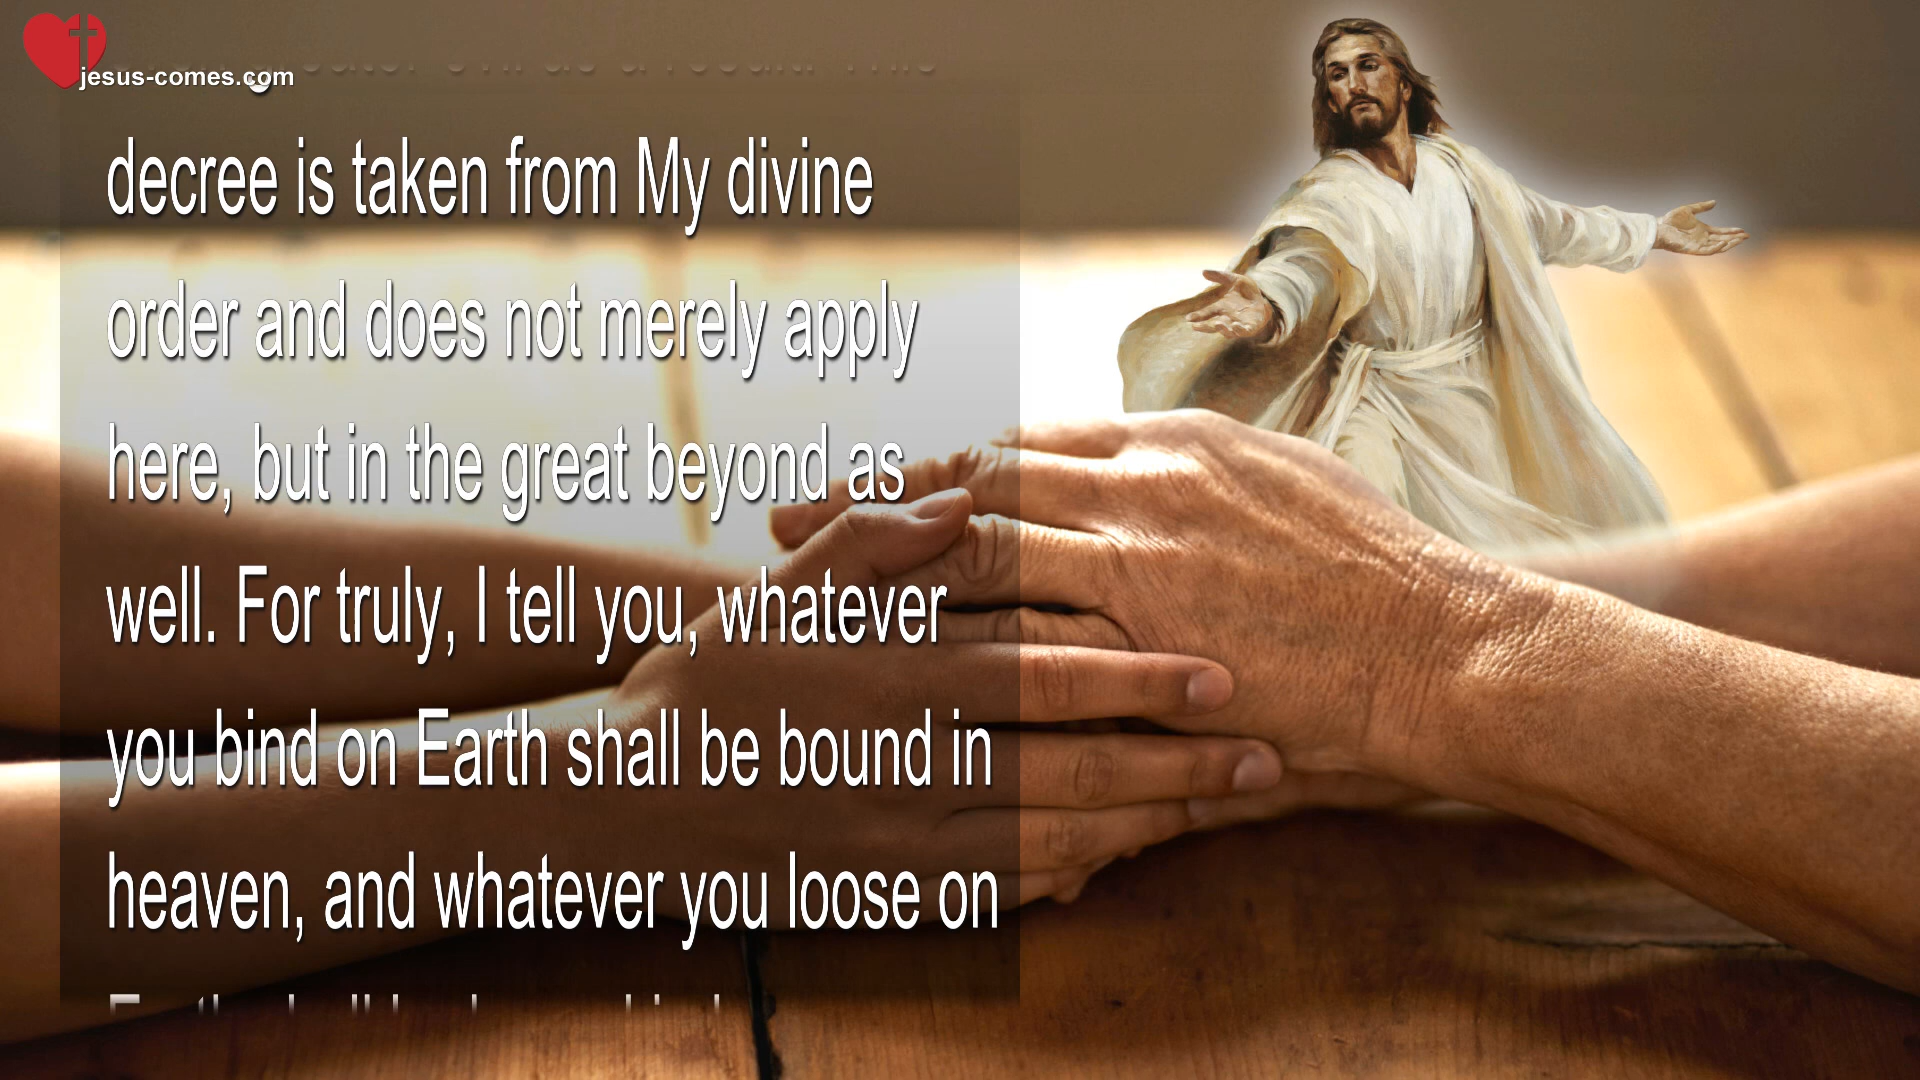 jesus-comes.com
decree is taken from My divine
order and does not merely apply
here, but in the great beyond as
well. For truly, I tell you, whatever
you bind on Earth shall be bound in
heaven, and whatever you loose on